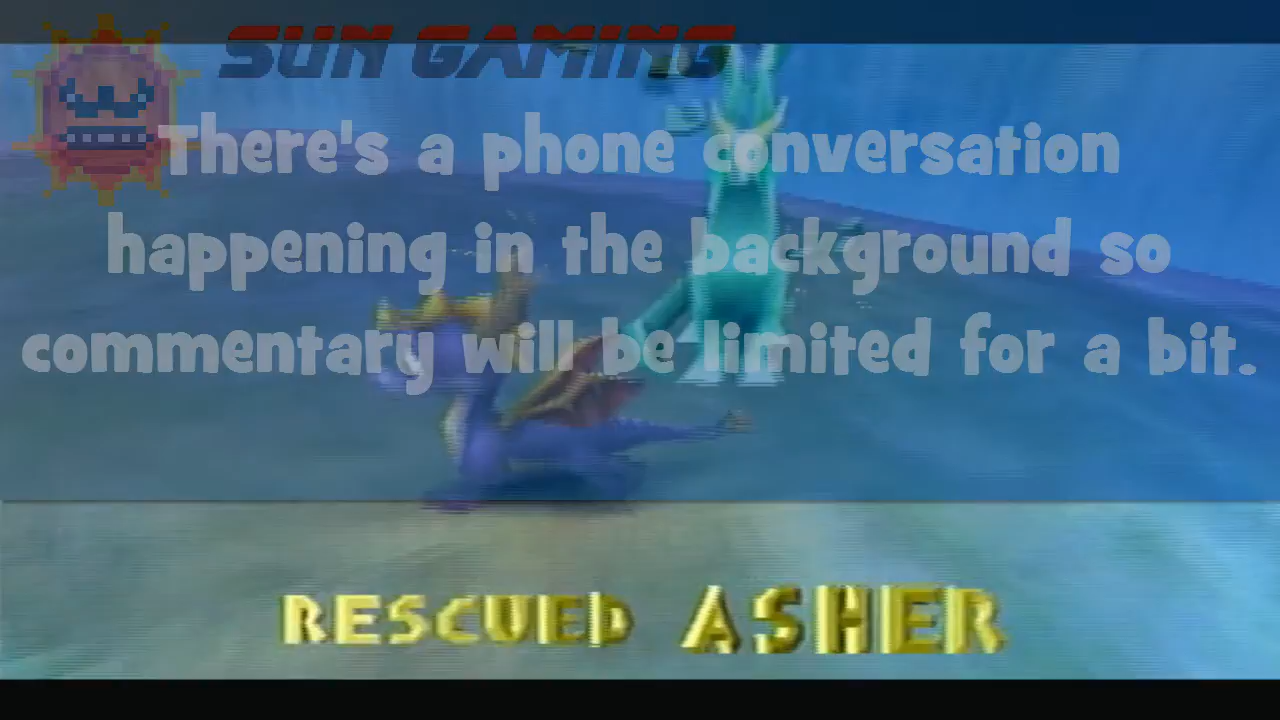 SUN GAMING
There's a phone conversation
happening in the background so
commentary will be limited for a bit.
RESCUED ASHER